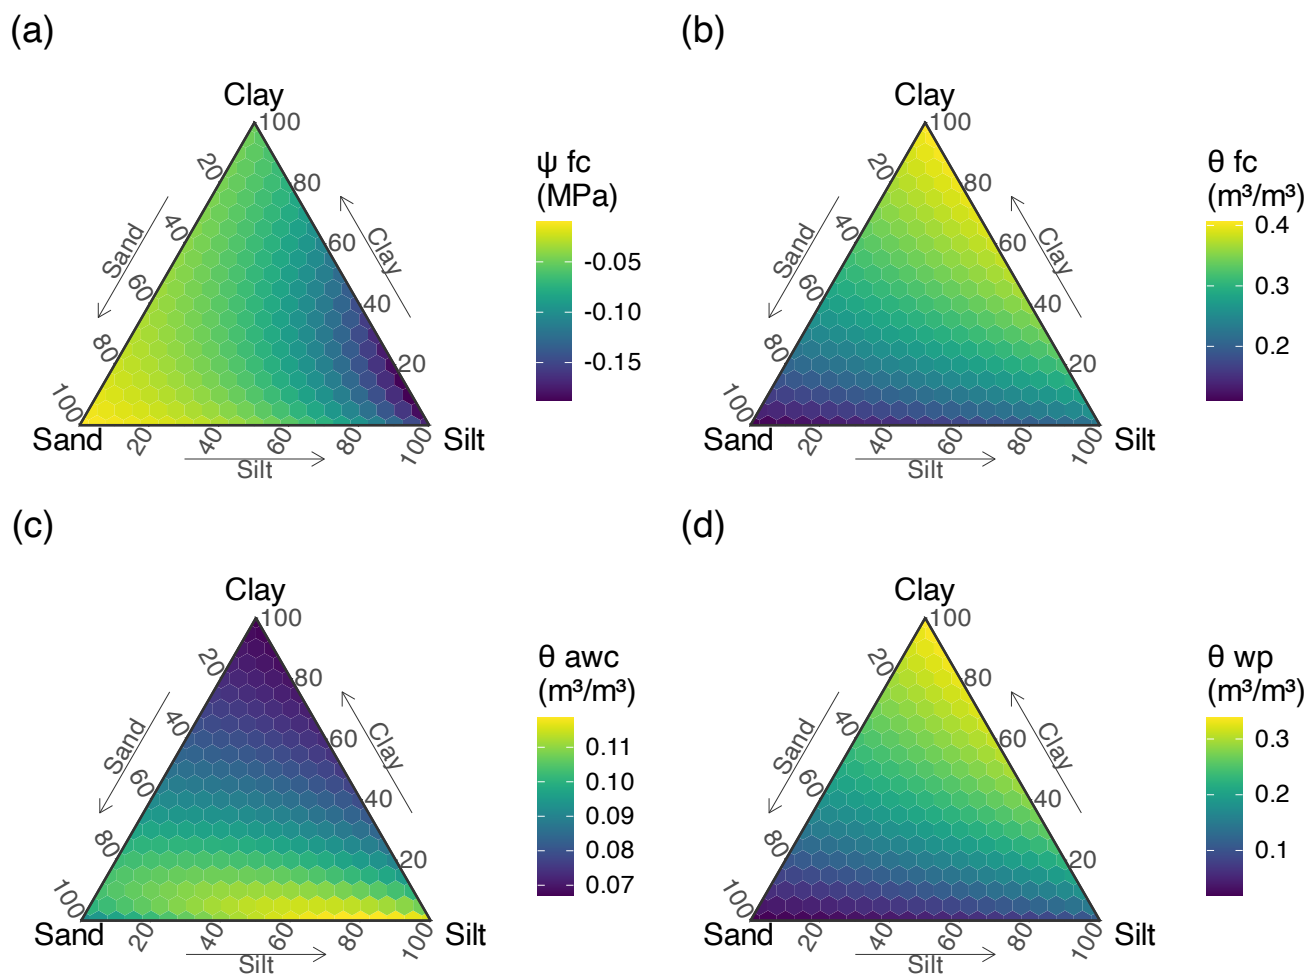 (a)
Clay
100
80
60
40
20
Clay
20
40
60
80
100
Sand
Sand
Silt
20
40
60
80
100
Silt
ψ fc
(MPa)
-0.05
-0.10
-0.15
(b)
Clay
100
80
60
40
20
Clay
20
40
60
80
100
Sand
Sand
Silt
20
40
60
80
100
Silt
θ fc
(m³/m³)
0.4
0.3
0.2
(c)
Clay
100
80
60
40
20
Clay
20
40
60
80
100
Sand
Sand
Silt
20
40
60
80
100
Silt
θ awc
(m³/m³)
0.11
0.10
0.09
0.08
0.07
(d)
Clay
100
80
60
40
20
Clay
20
40
60
80
100
Sand
Sand
Silt
20
40
60
80
100
Silt
θ wp
(m³/m³)
0.3
0.2
0.1